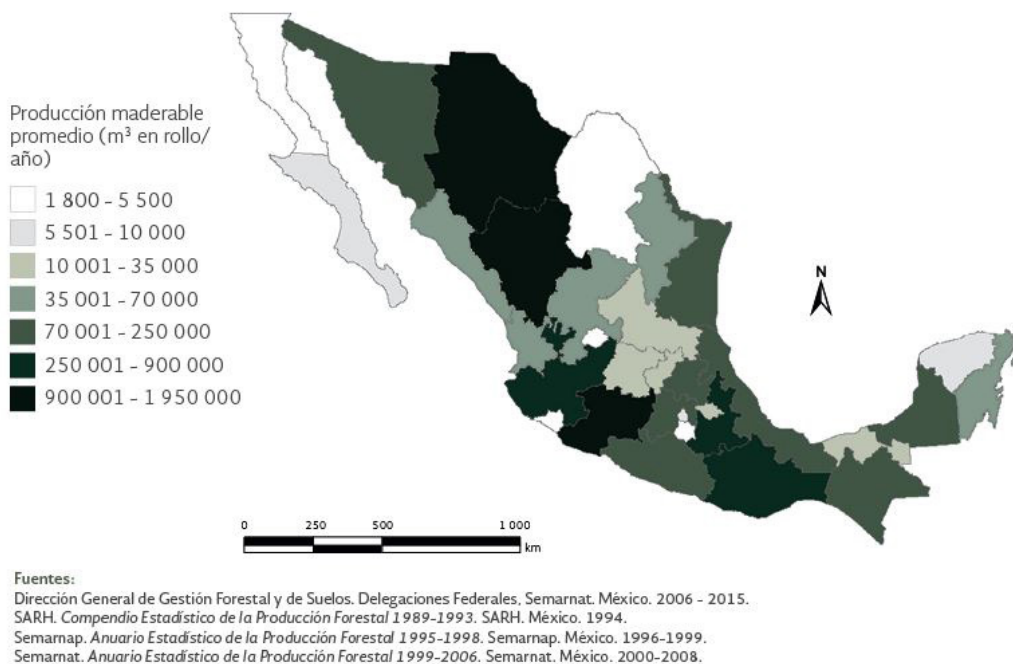 Producción maderable
promedio (m³ en rollo/
año)
1 800 - 5 500
5 501 - 10 000
10 001 - 35 000
35 001 - 70 000
70 001 - 250 000
250 001 - 900 000
900 001 - 1 950 000
N
0 250 500 1 000
km
Fuentes:
Dirección General de Gestión Forestal y de Suelos. Delegaciones Federales, Semarnat. México. 2006 - 2015.
SARH. Compendio Estadístico de la Producción Forestal 1989-1993. SARH. México. 1994.
Semarnap. Anuario Estadístico de la Producción Forestal 1995-1998. Semarnap. México. 1996-1999.
Semarnat. Anuario Estadístico de la Producción Forestal 1999-2006. Semarnat. México. 2000-2008.